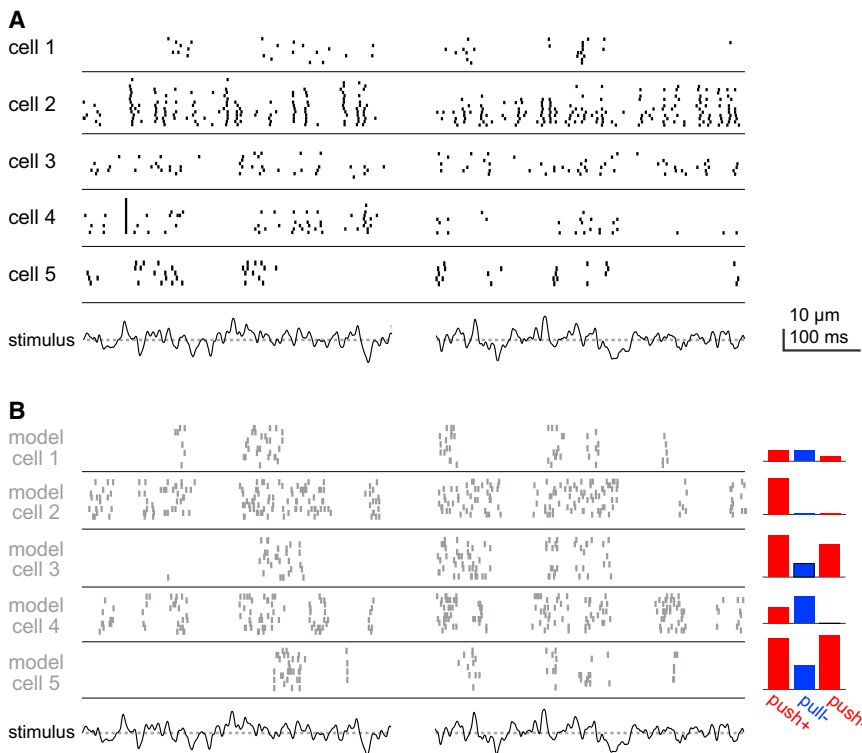 A
cell 1
cell 2
cell 3
cell 4
cell 5
stimulus
10 µm
100 ms
B
model
cell 1
model
cell 2
model
cell 3
model
cell 4
model
cell 5
stimulus
push+
pull-
push-